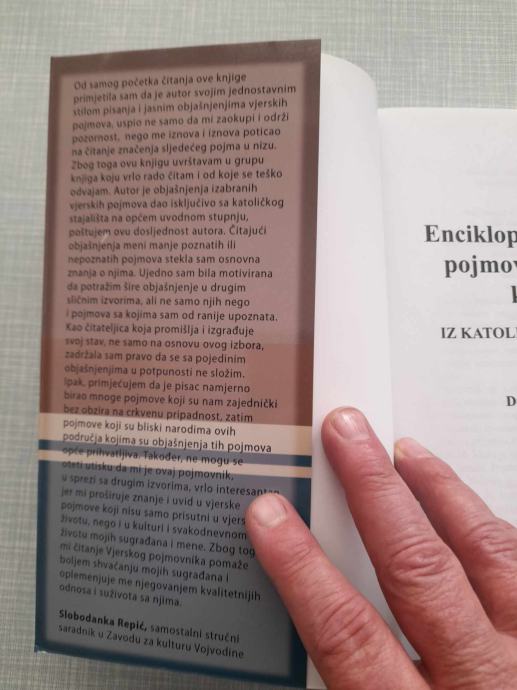 Od samog početka čitanja ove knjige
primjetila sam da je autor svojim jednostavnim
stilom pisanja i jasnim objašnjenjima vjerskih
pojmova, uspio ne samo da mi zaokupi i održi
pozornost, nego me iznova i iznova poticao
na čitanje značenja sljedećeg pojma u nizu.
Zbog toga ovu knjigu uvrštavam u grupu
knjiga koju vrlo rado čitam i od koje se teško
odvajam. Autor je objašnjenja izabranih
vjerskih pojmova dao isključivo sa katoličkog
stajališta na općem uvodnom stupnju,
poštujem ovu dosljednost autora. Čitajući
objašnjenja meni manje poznatih ili
nepoznatih pojmova stekla sam osnovna
znanja o njima. Ujedno sam bila motivirana
da potražim šire objašnjenje u drugim
sličnim izvorima, ali ne samo njih nego
i pojmova sa kojima sam od ranije upoznata.
Kao čitateljica koja promišlja i izgrađuje
svoj stav, ne samo na osnovu ovog izbora,
zadržala sam pravo da se sa pojedinim
objašnjenjima u potpunosti ne složim.
Ipak, primjećujem da je pisac namjerno
birao mnoge pojmove koji su nam zajednički
bez obzira na crkvenu pripadnost, zatim
pojmove koji su bliski narodima ovih
područja kojima su objašnjenja tih pojmova
opće prihvatljiva. Također, ne mogu se
oteti utisku da mi je ovaj pojmovnik,
u sprezi sa drugim izvorima, vrlo interesantan
jer mi proširuje znanje i uvid u vjerske
pojmove koji nisu samo prisutni u vjers
životu, nego i u kulturi i svakodnevnom
životu mojih sugrađana i mene. Zbog tog
mi čitanje Vjerskog pojmovnika pomaže
boljem shvaćanju mojih sugrađana i
oplemenjuje me njegovanjem kvalitetnijih
odnosa i suživota sa njima.
Slobodanka Repić, samostalni stručni
saradnik u Zavodu za kulturu Vojvodine
Enciklop
pojmov
k
IZ KATOL
D